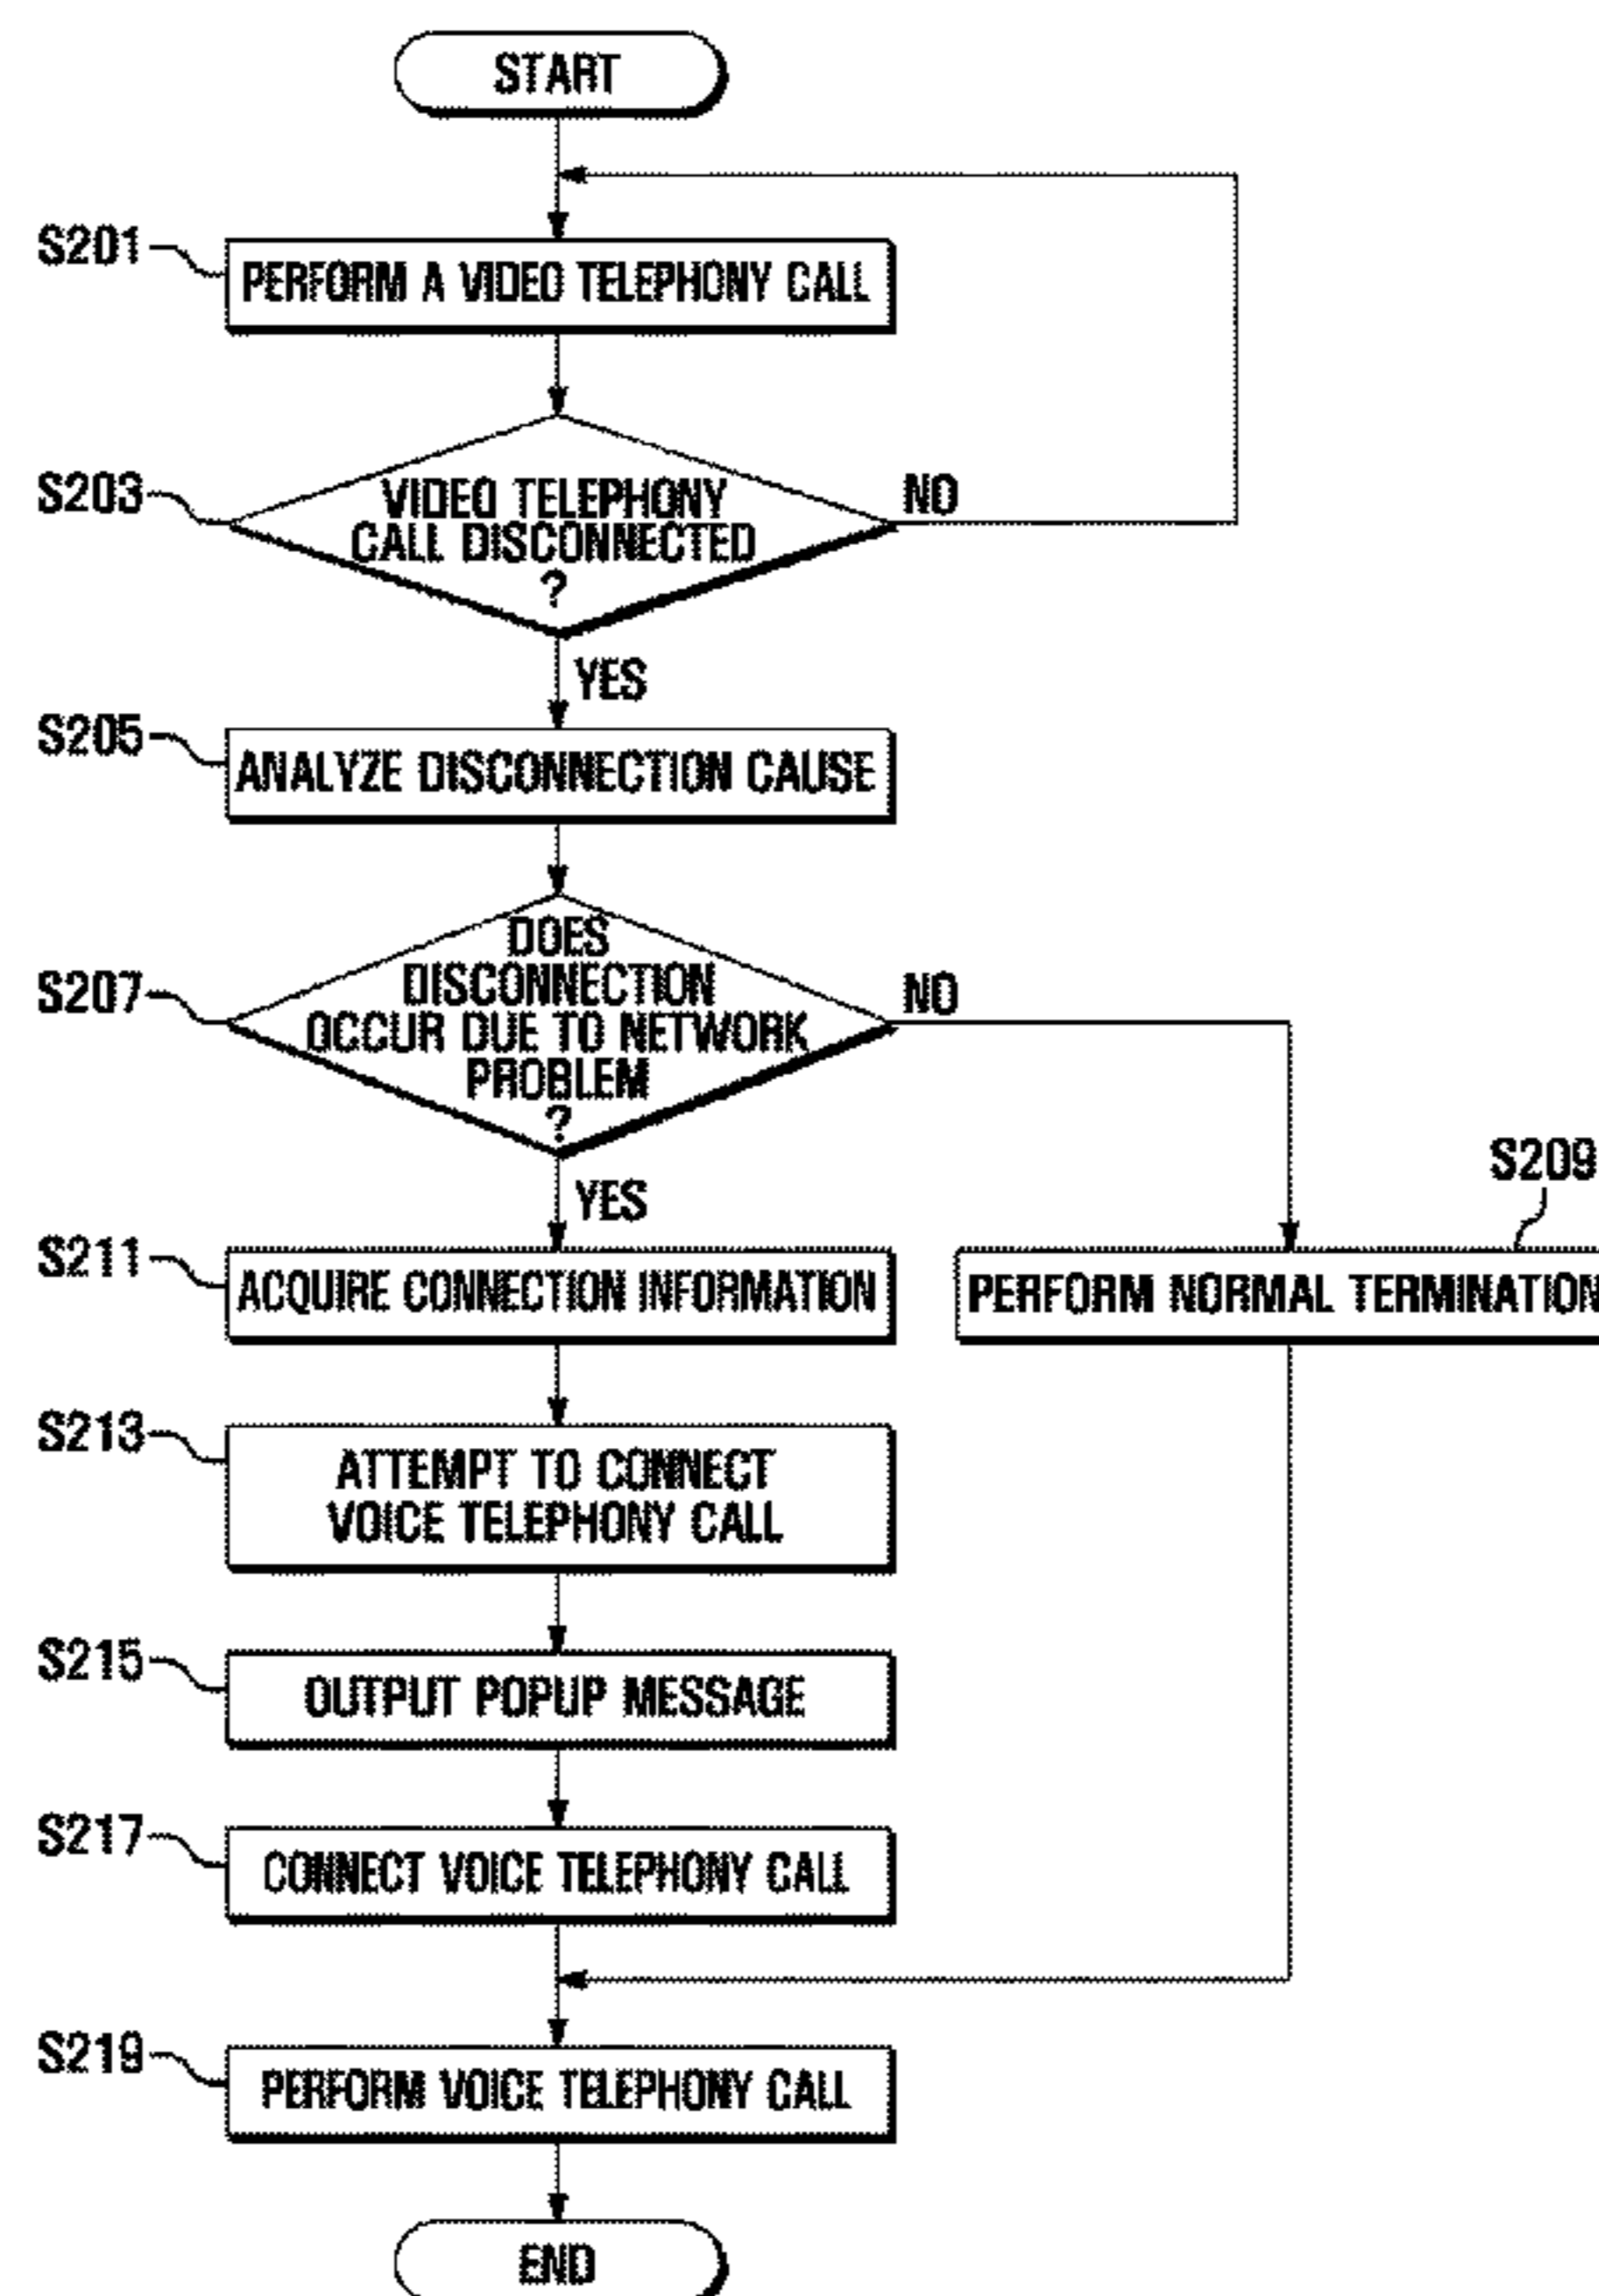 START
S201
PERFORM A VIDEO TELEPHONY CALL
S203
VIDEO TELEPHONY
CALL DISCONNECTED
?
NO
YES
S205
ANALYZE DISCONNECTION CAUSE
S207
DOES
DISCONNECTION
OCCUR DUE TO NETWORK
PROBLEM
?
NO
YES
S209
S211
ACQUIRE CONNECTION INFORMATION
PERFORM NORMAL TERMINATION
S213
ATTEMPT TO CONNECT
VOICE TELEPHONY CALL
S215
OUTPUT POPUP MESSAGE
S217
CONNECT VOICE TELEPHONY CALL
S219
PERFORM VOICE TELEPHONY CALL
END